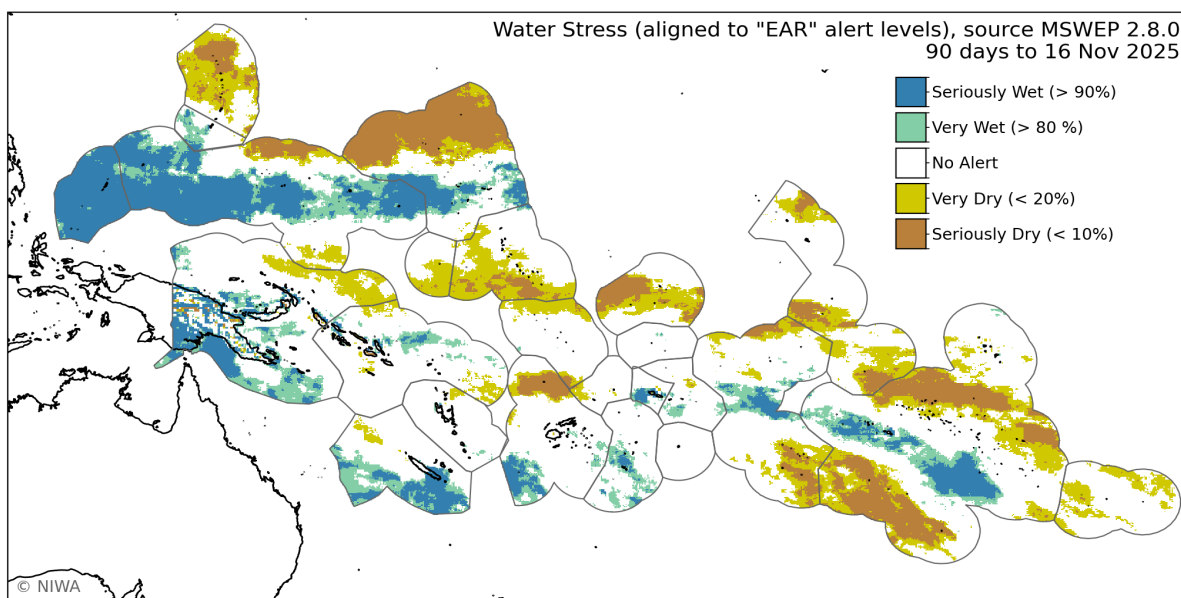 Water Stress (aligned to "EAR" alert levels), source MSWEP 2.8.0
90 days to 16 Nov 2025
Seriously Wet (> 90%)
Very Wet (> 80 %)
No Alert
Very Dry (< 20%)
Seriously Dry (< 10%)
© NIWA